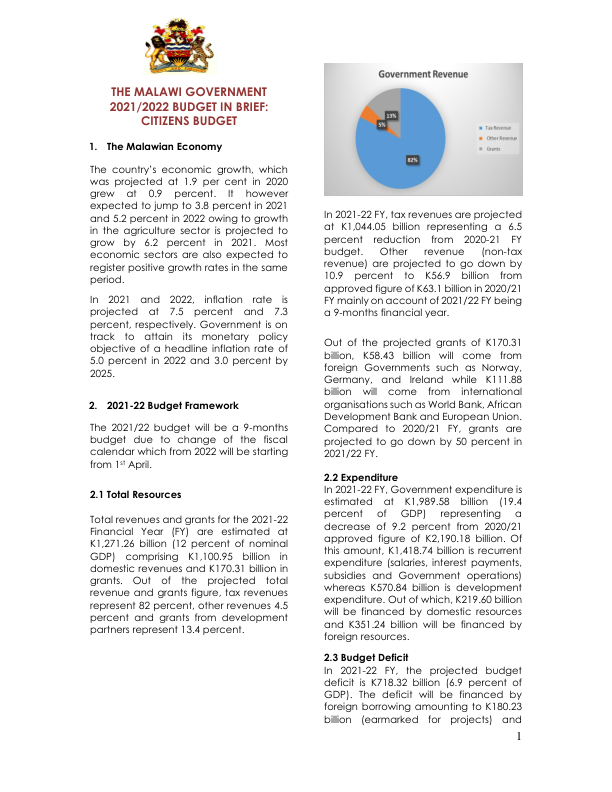 THE MALAWI GOVERNMENT
2021/2022 BUDGET IN BRIEF:
CITIZENS BUDGET
1. The Malawian Economy
The country's economic growth, which
was projected at 1.9 per cent in 2020
grew at 0.9 percent. It however
expected to jump to 3.8 percent in 2021
and 5.2 percent in 2022 owing to growth
in the agriculture sector is projected to
grow by 6.2 percent in 2021. Most
economic sectors are also expected to
register positive growth rates in the same
period.
In 2021 and 2022, inflation rate is
projected at 7.5 percent and 7.3
percent, respectively. Government is on
track to attain its monetary policy
objective of a headline inflation rate of
5.0 percent in 2022 and 3.0 percent by
2025.
2. 2021-22 Budget Framework
The 2021/22 budget will be a 9-months
budget due to change of the fiscal
calendar which from 2022 will be starting
from 1st April.
2.1 Total Resources
Total revenues and grants for the 2021-22
Financial Year (FY) are estimated at
K1,271.26 billion (12 percent of nominal
GDP) comprising K1,100.95 billion in
domestic revenues and K170.31 billion in
grants. Out of the projected total
revenue and grants figure, tax revenues
represent 82 percent, other revenues 4.5
percent and grants from development
partners represent 13.4 percent.
Government Revenue
13%
5%
82%
Tax Revenue
Other Revenue
Grants
In 2021-22 FY, tax revenues are projected
at K1,044.05 billion representing a 6.5
percent reduction from 2020-21 FY
budget. Other revenue (non-tax
revenue) are projected to go down by
10.9 percent to K56.9 billion from
approved figure of K63.1 billion in 2020/21
FY mainly on account of 2021/22 FY being
a 9-months financial year.
Out of the projected grants of K170.31
billion, K58.43 billion will come from
foreign Governments such as Norway,
Germany, and Ireland while K111.88
billion will come from international
organisations such as World Bank, African
Development Bank and European Union.
Compared to 2020/21 FY, grants are
projected to go down by 50 percent in
2021/22 FY.
2.2 Expenditure
In 2021-22 FY, Government expenditure is
estimated at K1,989.58 billion (19.4
percent of GDP) representing a
decrease of 9.2 percent from 2020/21
approved figure of K2,190.18 billion. Of
this amount, K1,418.74 billion is recurrent
expenditure (salaries, interest payments,
subsidies and Government operations)
whereas K570.84 billion is development
expenditure. Out of which, K219.60 billion
will be financed by domestic resources
and K351.24 billion will be financed by
foreign resources.
2.3 Budget Deficit
In 2021-22 FY, the projected budget
deficit is K718.32 billion (6.9 percent of
GDP). The deficit will be financed by
foreign borrowing amounting to K180.23
billion (earmarked for projects) and
1